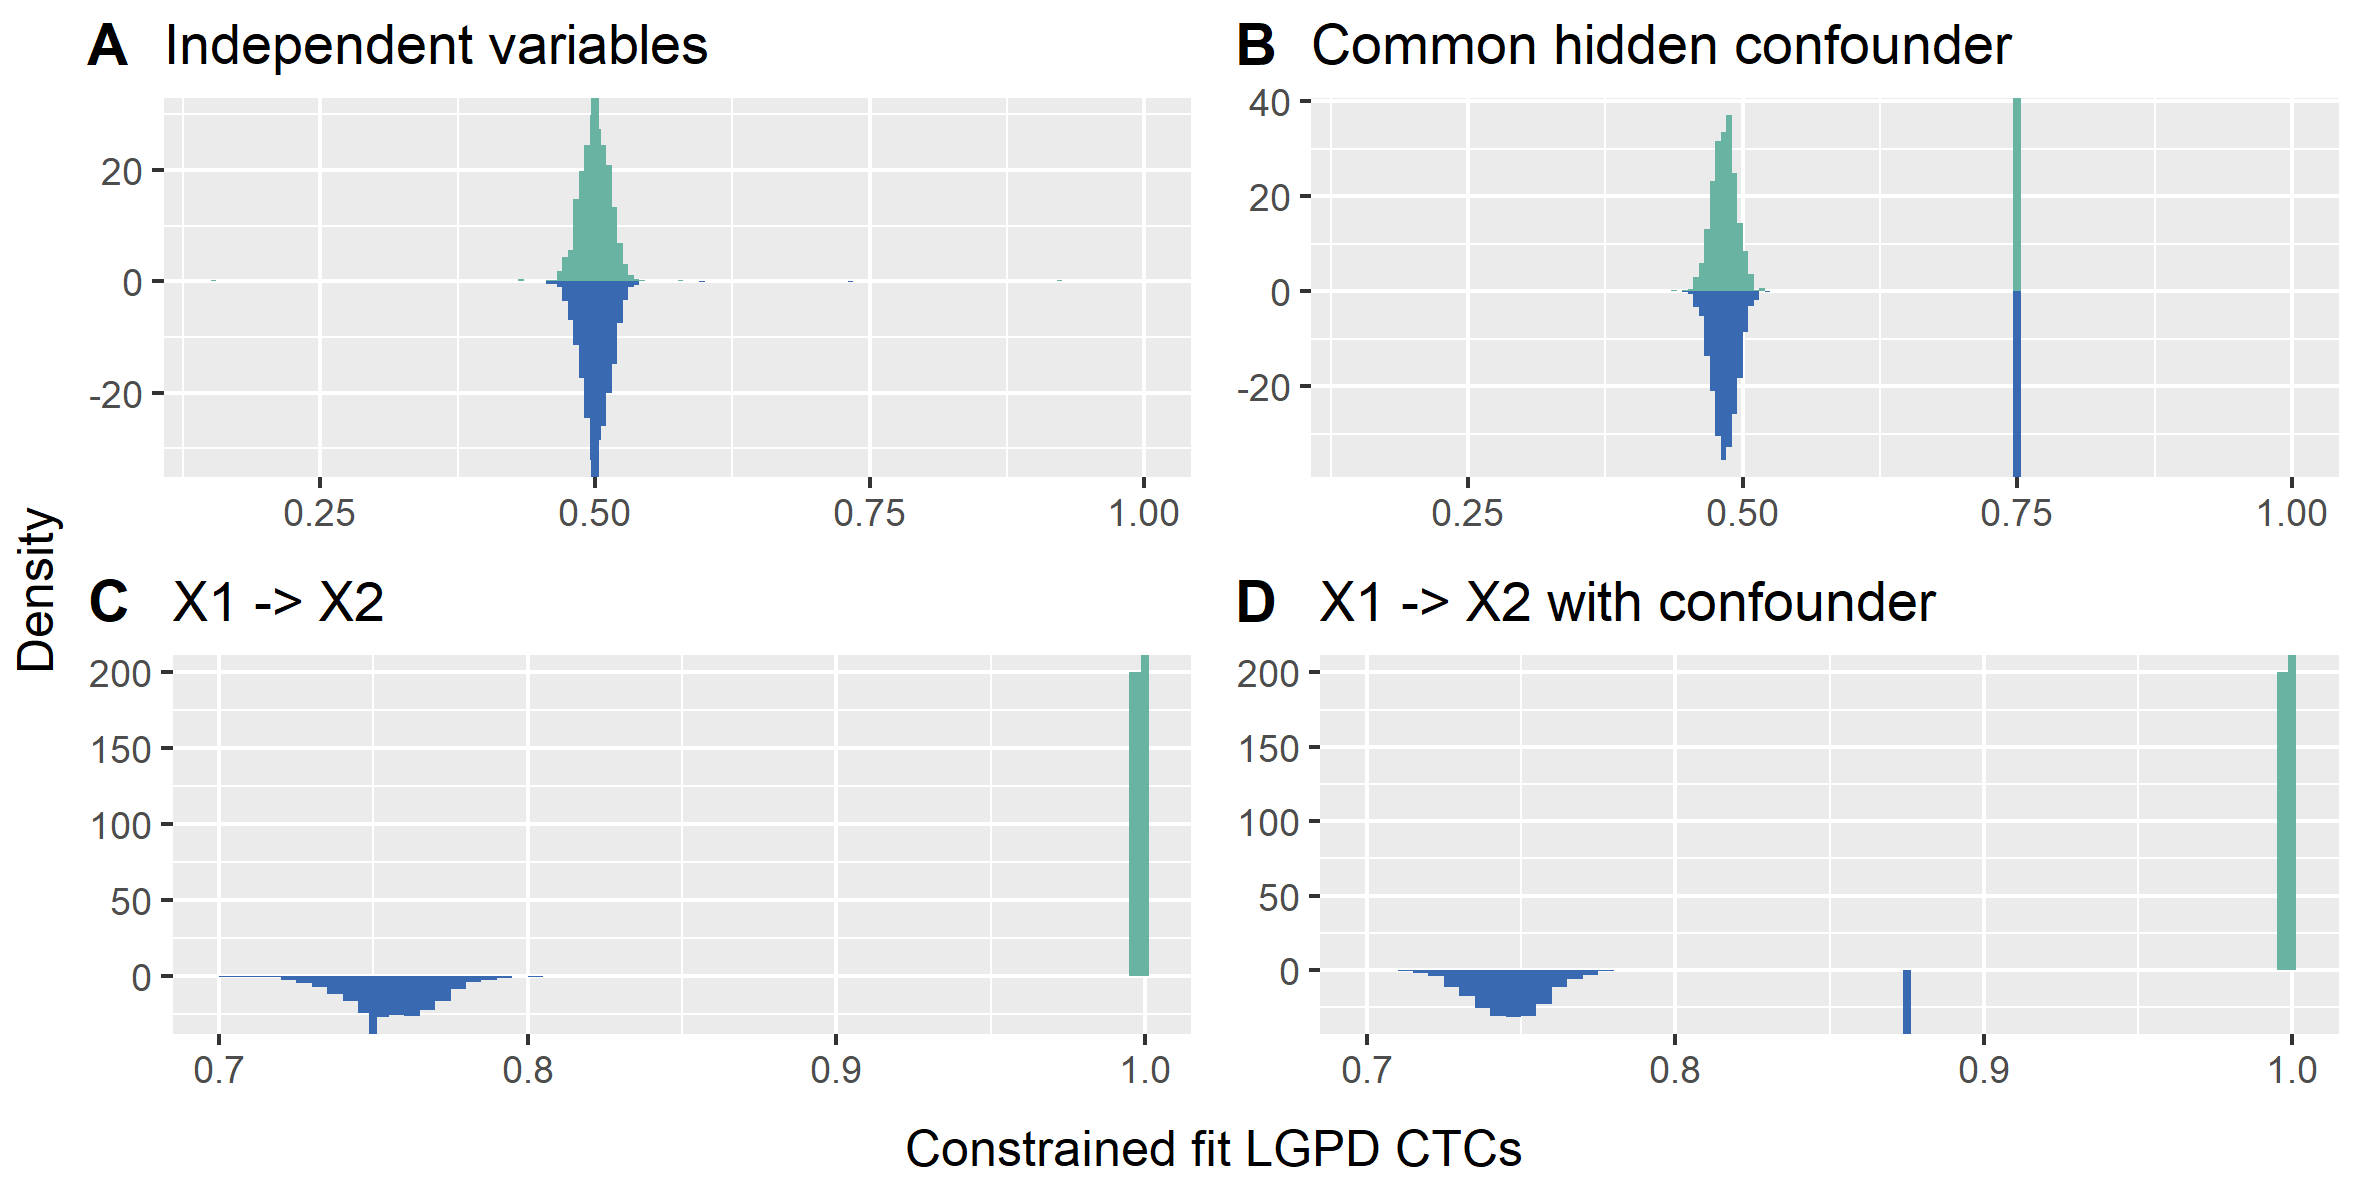 A Independent variables
20
0
-20
0.25 0.50 0.75 1.00
B Common hidden confounder
40
20
0
-20
0.25 0.50 0.75 1.00
Density
C X1 -> X2
200
150
100
50
0
0.7 0.8 0.9 1.0
D X1 -> X2 with confounder
200
150
100
50
0
0.7 0.8 0.9 1.0
Constrained fit LGPD CTCs